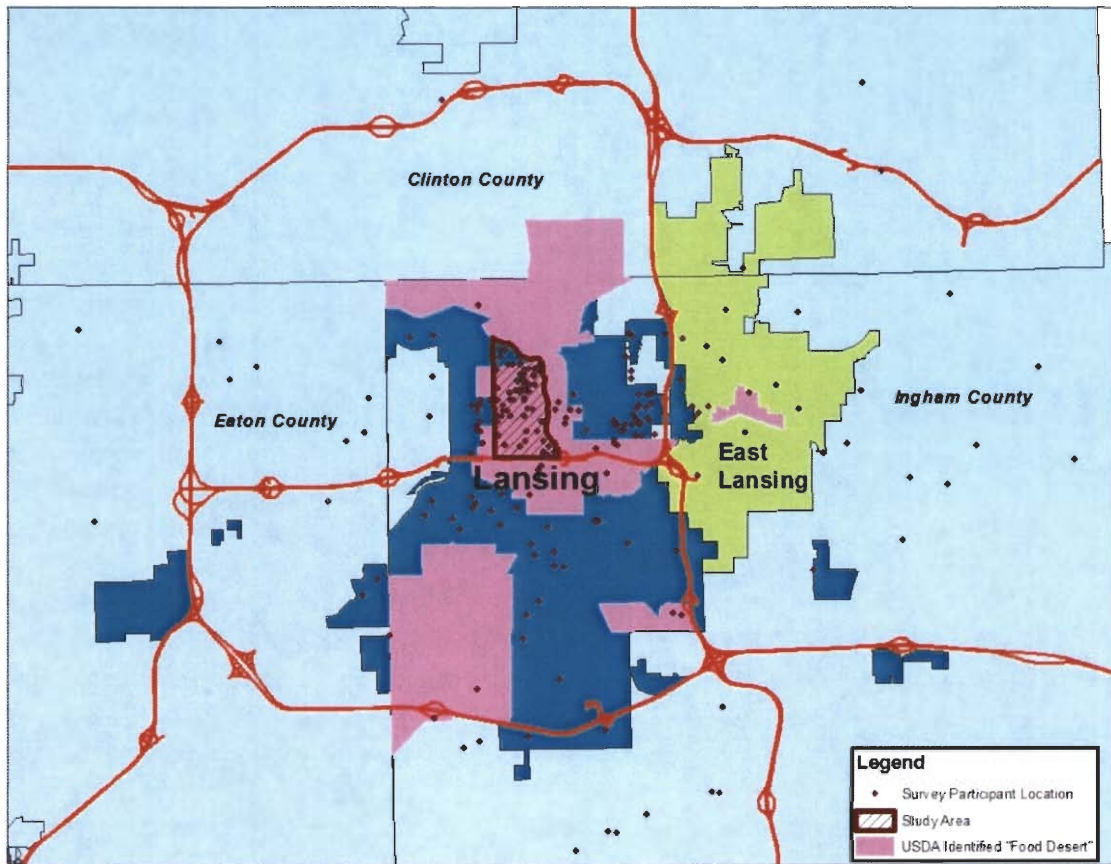 Clinton County
Eaton County
Ingham County
Lansing
East
Lansing
Legend
Survey Participant Location
Study Area
USDA Identified "Food Desert"